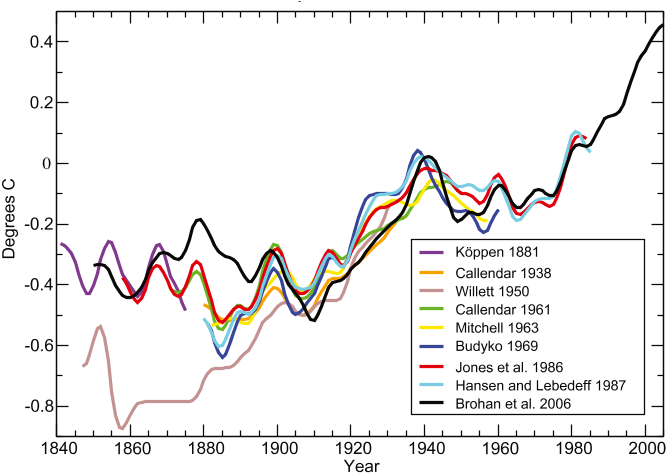 0.4
0.2
0
-0.2
-0.4
-0.6
-0.8
Degrees C
Köppen 1881
Callendar 1938
Willett 1950
Callendar 1961
Mitchell 1963
Budyko 1969
Jones et al. 1986
Hansen and Lebedeff 1987
Brohan et al. 2006
1840 1860 1880 1900 1920 1940 1960 1980 2000
Year